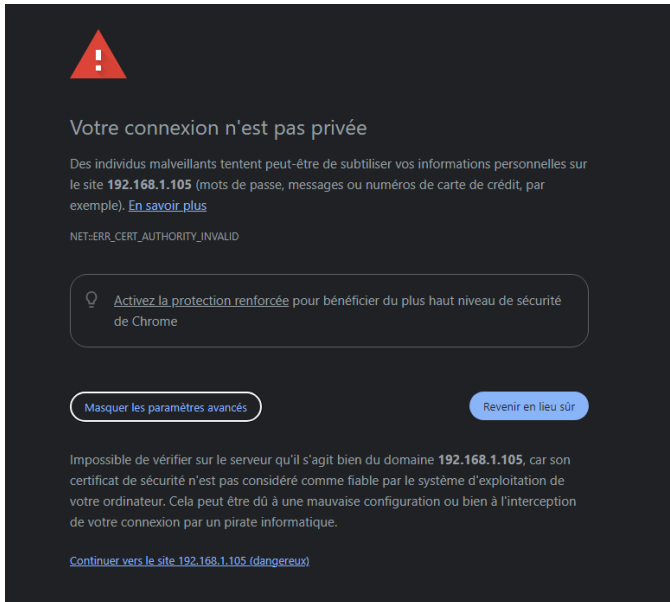 Votre connexion n'est pas privée
Des individus malveillants tentent peut-être de subtiliser vos informations personnelles sur
le site 192.168.1.105 (mots de passe, messages ou numéros de carte de crédit, par
exemple). En savoir plus
NET::ERR_CERT_AUTHORITY_INVALID
Activez la protection renforcée pour bénéficier du plus haut niveau de sécurité
de Chrome
Masquer les paramètres avancés
Revenir en lieu sûr
Impossible de vérifier sur le serveur qu'il s'agit bien du domaine 192.168.1.105, car son
certificat de sécurité n'est pas considéré comme fiable par le système d'exploitation de
votre ordinateur. Cela peut être dû à une mauvaise configuration ou bien à l'interception
de votre connexion par un pirate informatique.
Continuer vers le site 192.168.1.105 (dangereux)